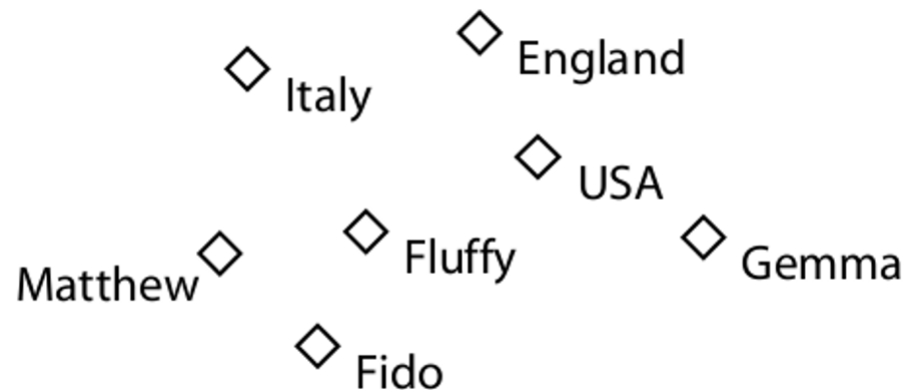 England
Italy
USA
Fluffy
Gemma
Matthew
Fido